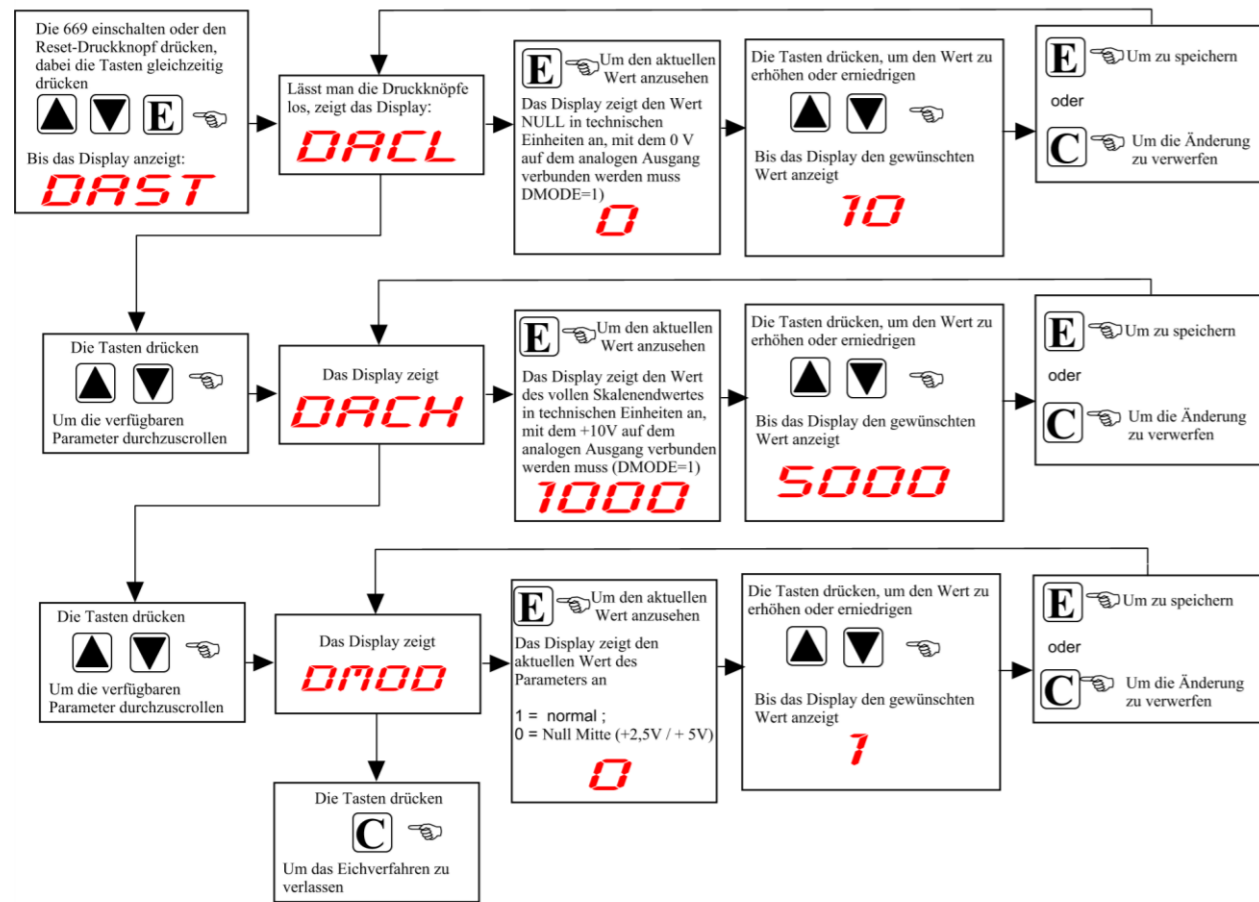 Die 669 einschalten oder den
Reset-Druckknopf drücken,
dabei die Tasten gleichzeitig
drücken
E
Bis das Display anzeigt:
DAST
Lässt man die Druckknöpfe
los, zeigt das Display:
DACL
E Um den aktuellen
Wert anzusehen
Das Display zeigt den Wert
NULL in technischen
Einheiten an, mit dem 0 V
auf dem analogen Ausgang
verbunden werden muss
DMODE=1)
0
Die Tasten drücken, um den Wert zu
erhöhen oder erniedrigen
Bis das Display den gewünschten
Wert anzeigt
10
E Um zu speichern
oder
C Um die Änderung
zu verwerfen
Die Tasten drücken
Um die verfügbaren
Parameter durchzuscrollen
Das Display zeigt
DACH
E Um den aktuellen
Wert anzusehen
Das Display zeigt den Wert
des vollen Skalenendwertes
in technischen Einheiten an,
mit dem +10V auf dem
analogen Ausgang verbunden
werden muss (DMODE=1)
1000
Die Tasten drücken, um den Wert zu
erhöhen oder erniedrigen
Bis das Display den gewünschten
Wert anzeigt
5000
E Um zu speichern
oder
C Um die Änderung
zu verwerfen
Die Tasten drücken
Um die verfügbaren
Parameter durchzuscrollen
Das Display zeigt
DMOD
E Um den aktuellen
Wert anzusehen
Das Display zeigt den
aktuellen Wert des
Parameters an
1 = normal ;
0 = Null Mitte (+2,5V / + 5V)
0
Die Tasten drücken, um den Wert zu
erhöhen oder erniedrigen
Bis das Display den gewünschten
Wert anzeigt
1
E Um zu speichern
oder
C Um die Änderung
zu verwerfen
Die Tasten drücken
C
Um das Eichverfahren zu
verlassen